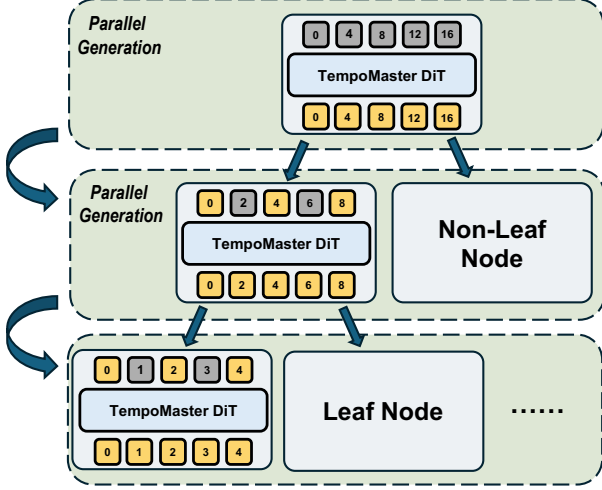 Parallel
Generation
0 4 8 12 16
TempoMaster DiT
0 4 8 12 16
Parallel
Generation
0 2 4 6 8
TempoMaster DiT
0 2 4 6 8
Non-Leaf
Node
0 1 2 3 4
TempoMaster DiT
0 1 2 3 4
Leaf Node
......